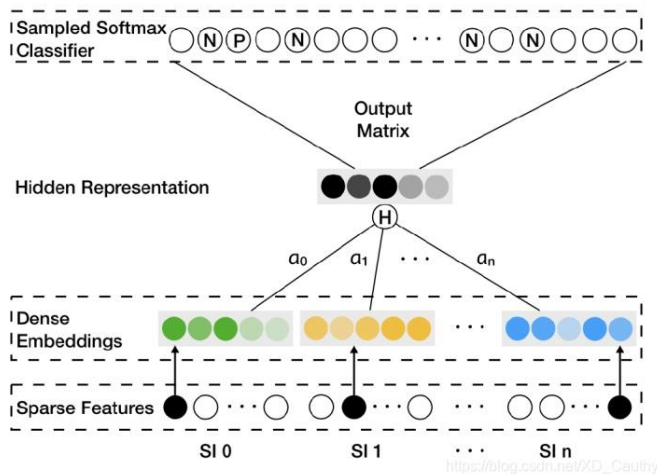 Sampled Softmax
Classifier
N P N ··· N N
Output
Matrix
Hidden Representation
H
a0 a1 ··· an
Dense
Embeddings
···
Sparse Features ··· ··· ··· ···
SI 0 SI 1 ··· SI n
https://blog.csdn.net/XD_Cauthy